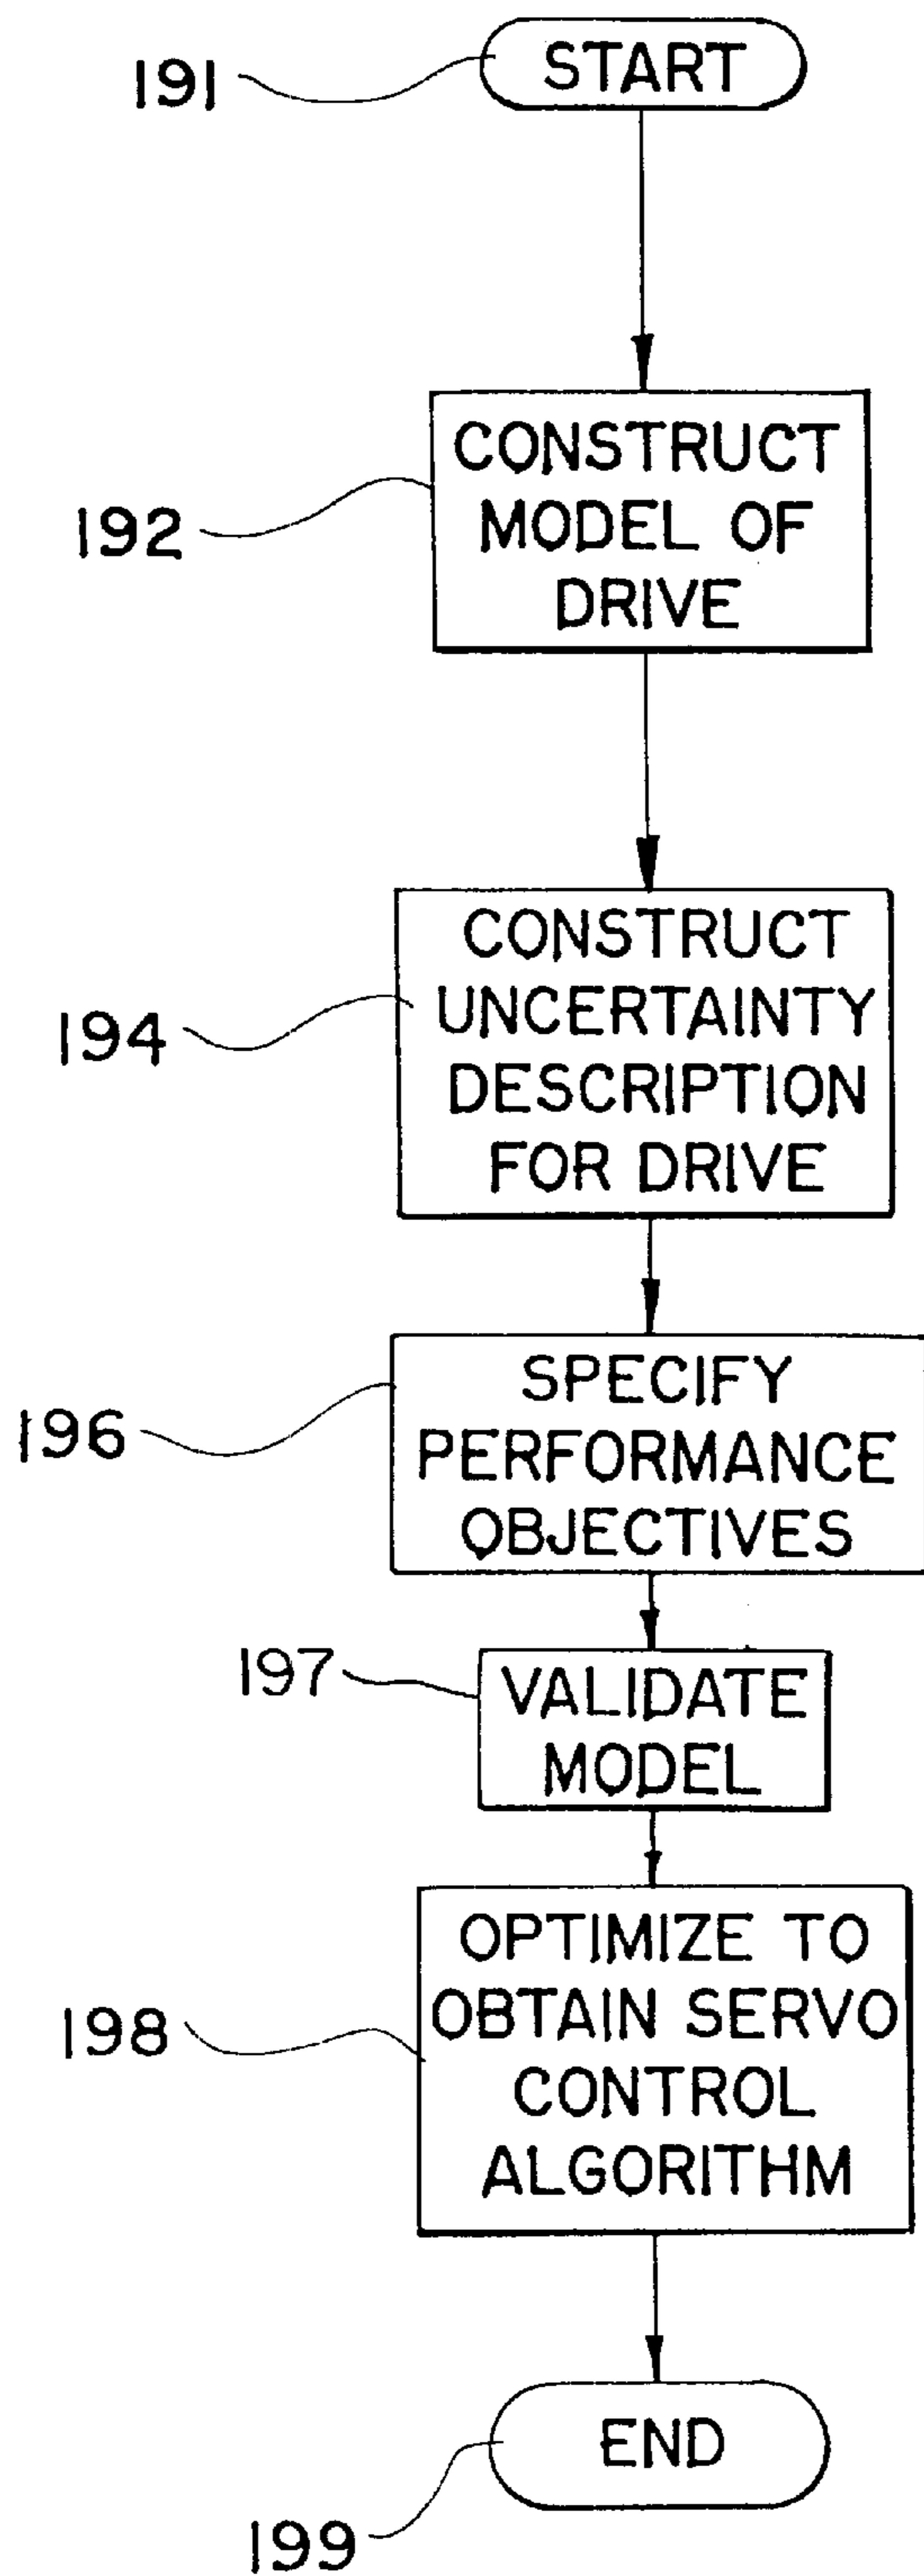 191
START
192
CONSTRUCT
MODEL OF
DRIVE
194
CONSTRUCT
UNCERTAINTY
DESCRIPTION
FOR DRIVE
196
SPECIFY
PERFORMANCE
OBJECTIVES
197
VALIDATE
MODEL
198
OPTIMIZE TO
OBTAIN SERVO
CONTROL
ALGORITHM
END
199